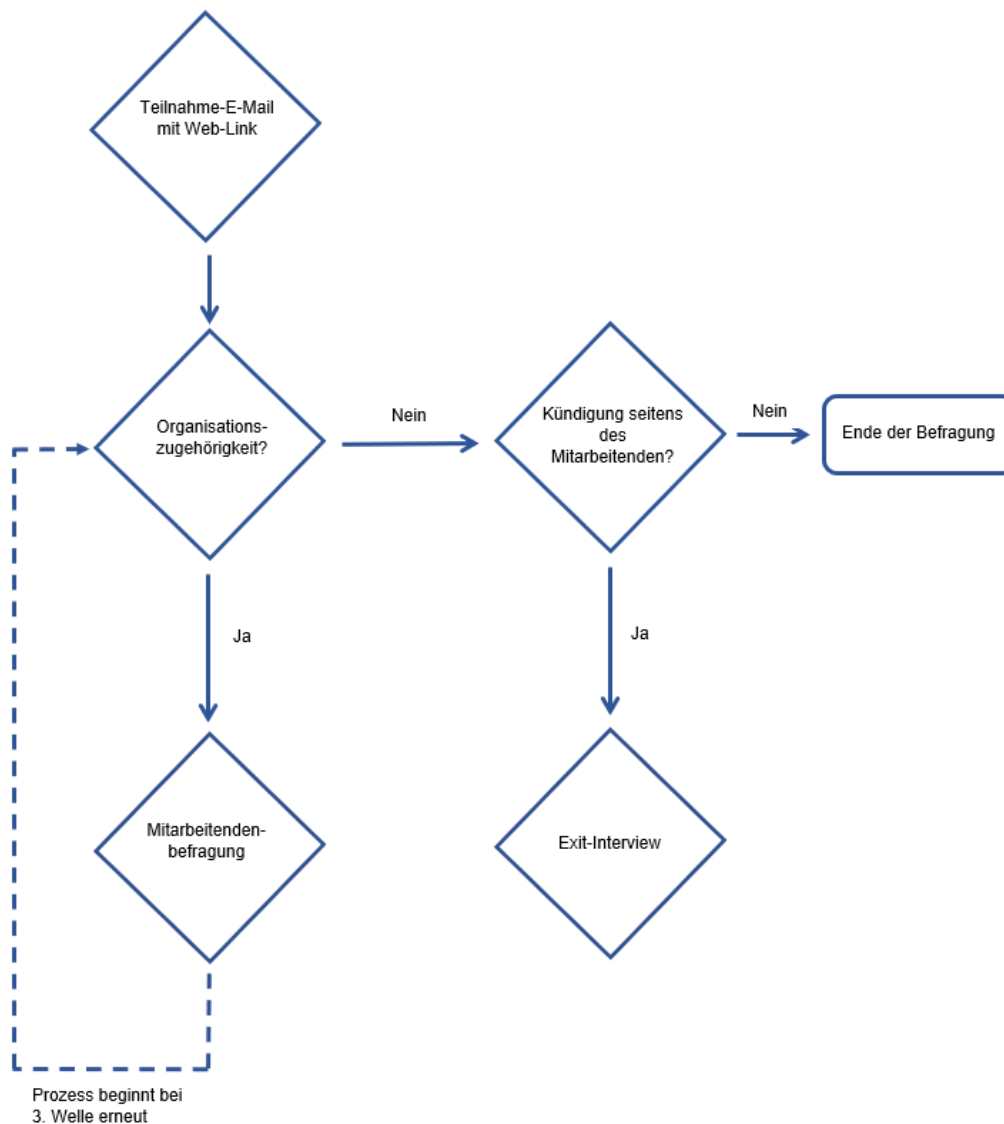 Teilnahme-E-Mail
mit Web-Link
Organisations-
zugehörigkeit?
Nein
Kündigung seitens
des
Mitarbeitenden?
Nein
Ende der Befragung
Ja
Ja
Mitarbeitenden-
befragung
Exit-Interview
Prozess beginnt bei
3. Welle erneut